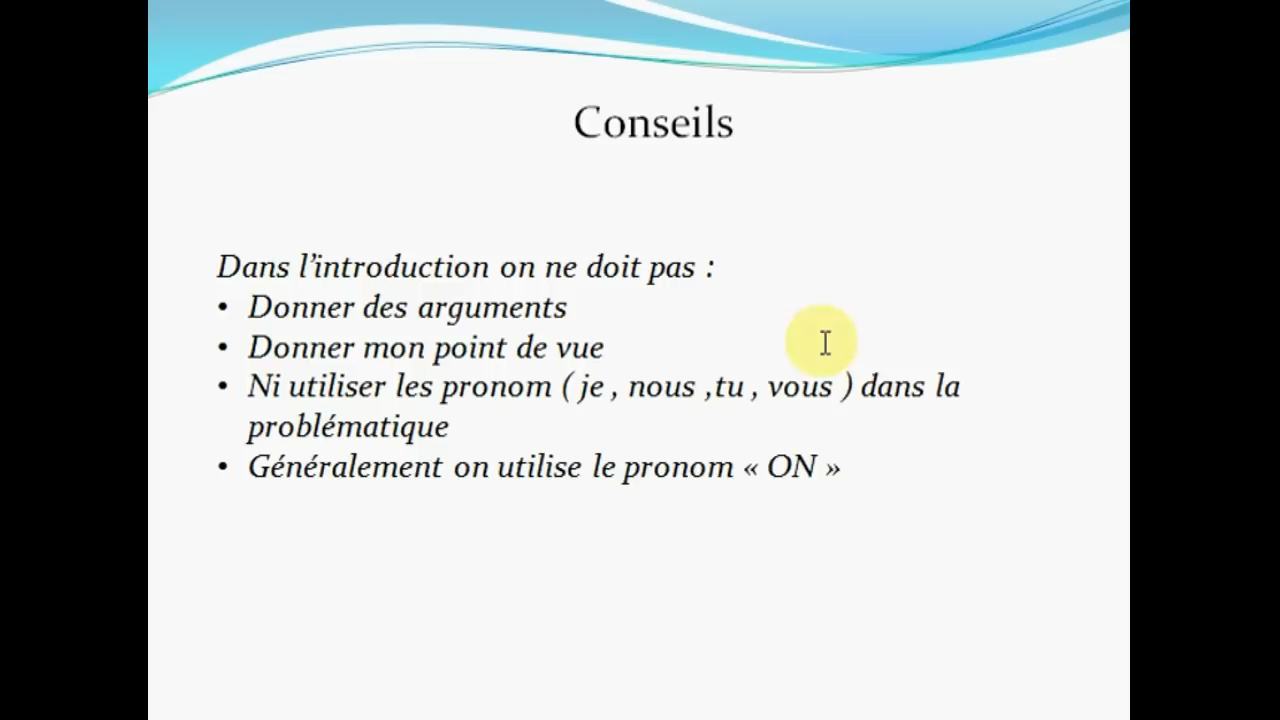 Conseils
Dans l'introduction on ne doit pas :
• Donner des arguments
• Donner mon point de vue
• Ni utiliser les pronom ( je , nous ,tu , vous ) dans la
problématique
• Généralement on utilise le pronom « ON »